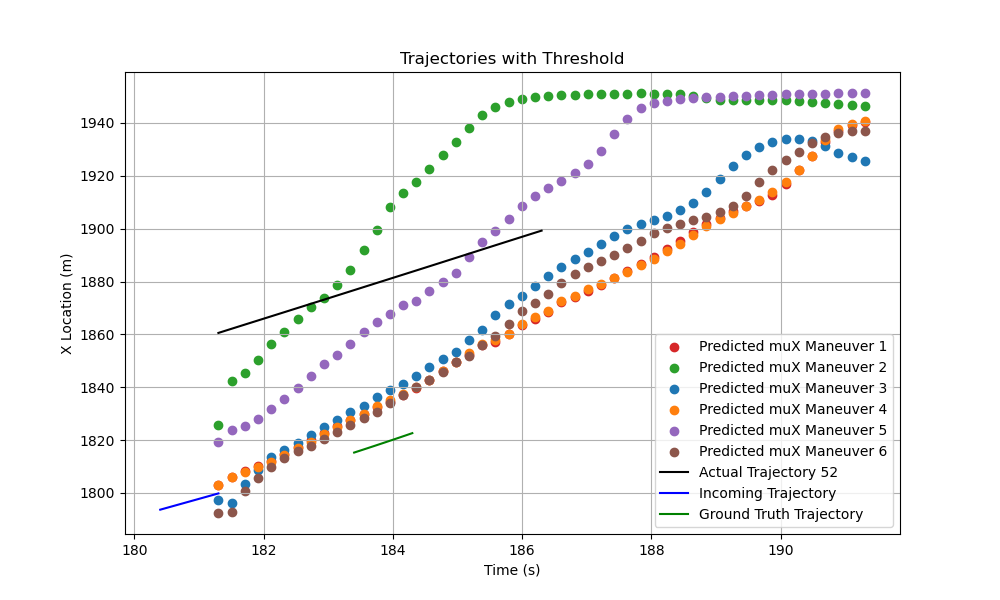 Trajectories with Threshold
X Location (m)
1940
1920
1900
1880
1860
1840
1820
1800
180
182
184
186
188
190
Time (s)
Predicted muX Maneuver 1
Predicted muX Maneuver 2
Predicted muX Maneuver 3
Predicted muX Maneuver 4
Predicted muX Maneuver 5
Predicted muX Maneuver 6
Actual Trajectory 52
Incoming Trajectory
Ground Truth Trajectory